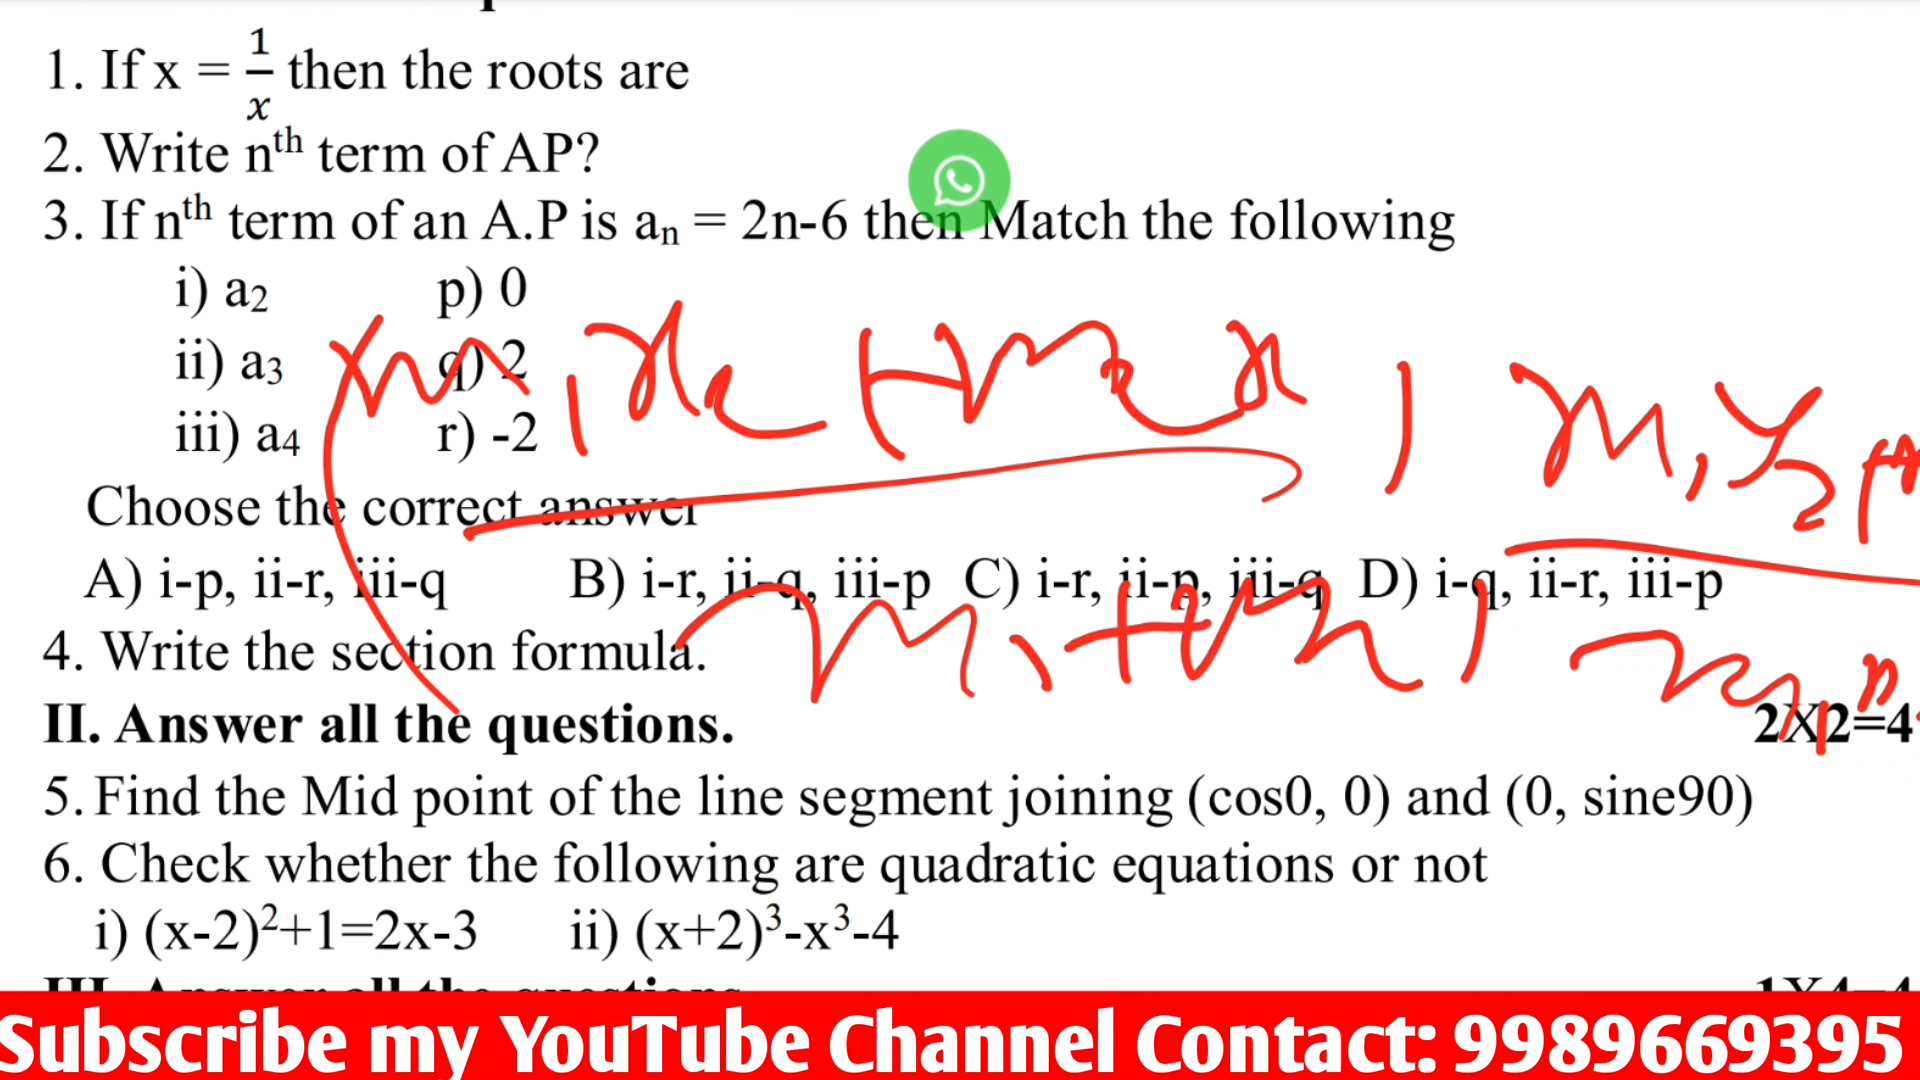 1. If x = 1/x then the roots are
2. Write nth term of AP?
3. If nth term of an A.P is an = 2n-6 then Match the following
i) a2 p) 0
ii) a3 q) 2
iii) a4 r) -2
Choose the correct answer
A) i-p, ii-r, iii-q B) i-r, ii-q, iii-p C) i-r, ii-p, iii-q D) i-q, ii-r, iii-p
4. Write the section formula.
II. Answer all the questions. 2X2=4
5. Find the Mid point of the line segment joining (cos0, 0) and (0, sine90)
6. Check whether the following are quadratic equations or not
i) (x-2)²+1=2x-3 ii) (x+2)³-x³-4
Subscribe my YouTube Channel Contact: 9989669395